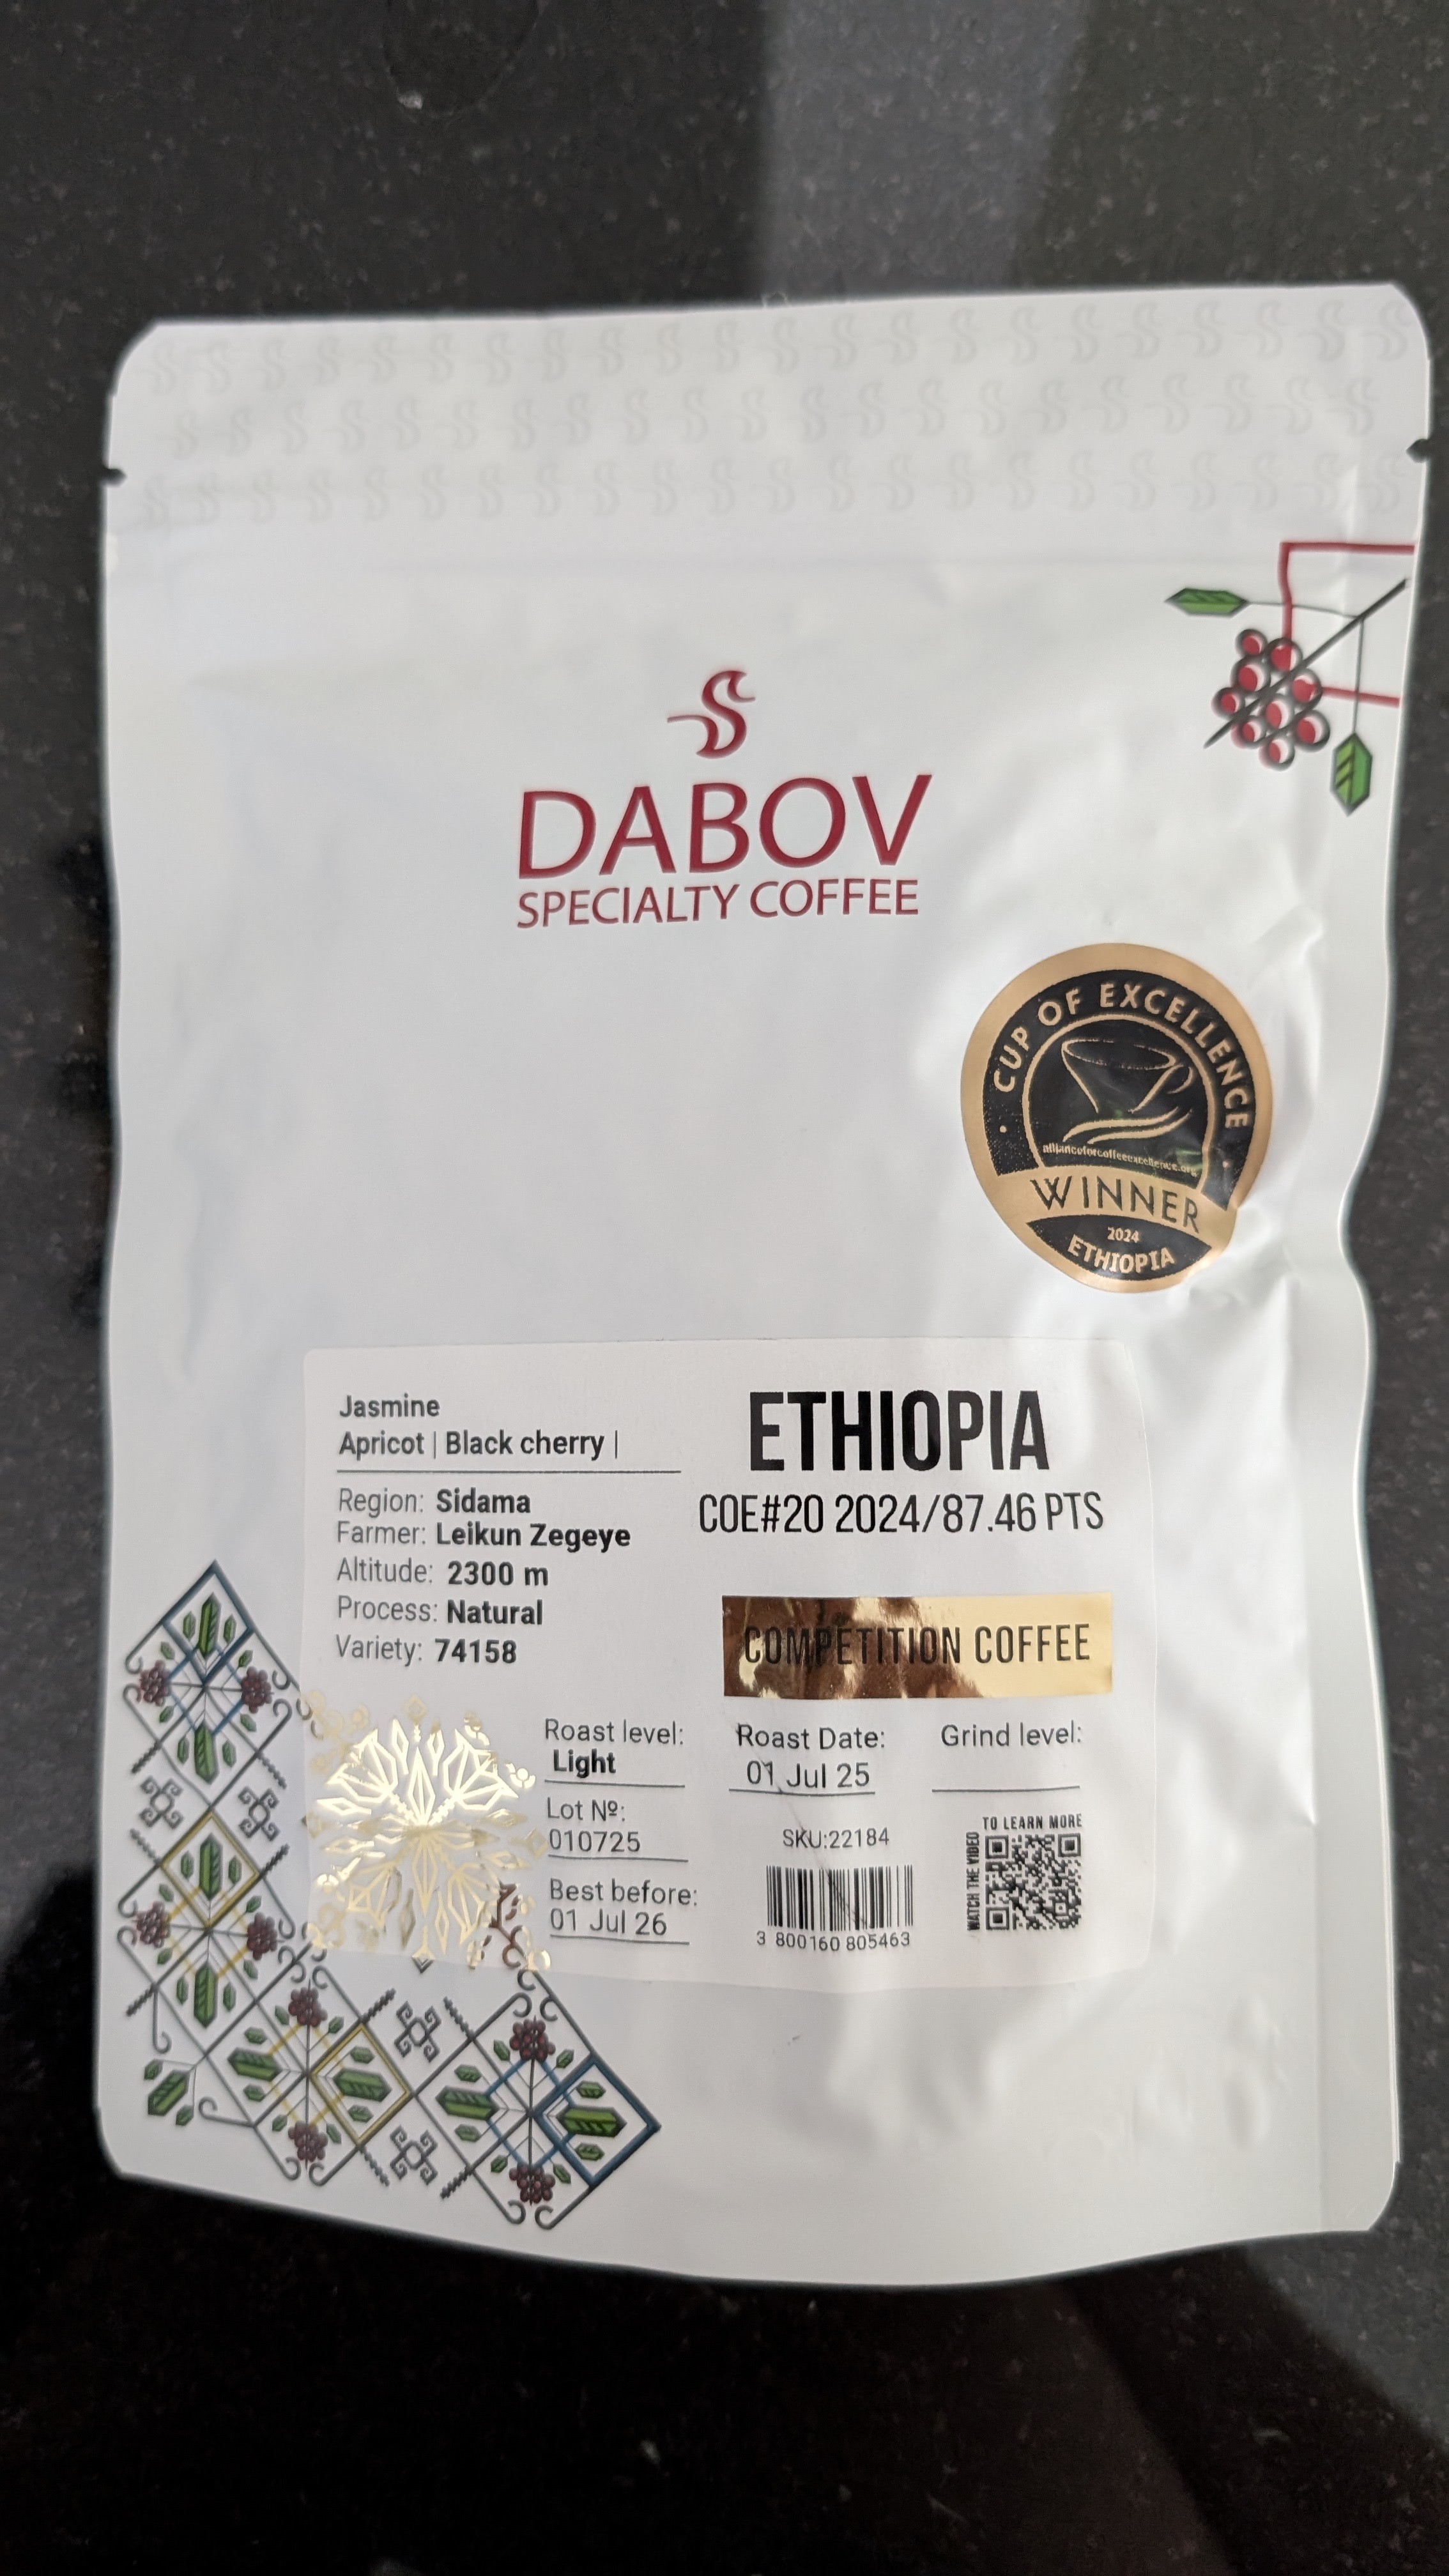 DABOV
SPECIALTY COFFEE
CUP OF EXCELLENCE
allianceforcoffeeexcellence.org
WINNER
2024
ETHIOPIA
Jasmine
Apricot | Black cherry |
Region: Sidama
Farmer: Leikun Zegeye
Altitude: 2300 m
Process: Natural
Variety: 74158
ETHIOPIA
COE#20 2024/87.46 PTS
COMPETITION COFFEE
Roast level:
Light
Roast Date:
01 Jul 25
Grind level:
Lot Nº:
010725
Best before:
01 Jul 26
SKU:22184
3 800160 805463
TO LEARN MORE
WATCH THE VIDEO